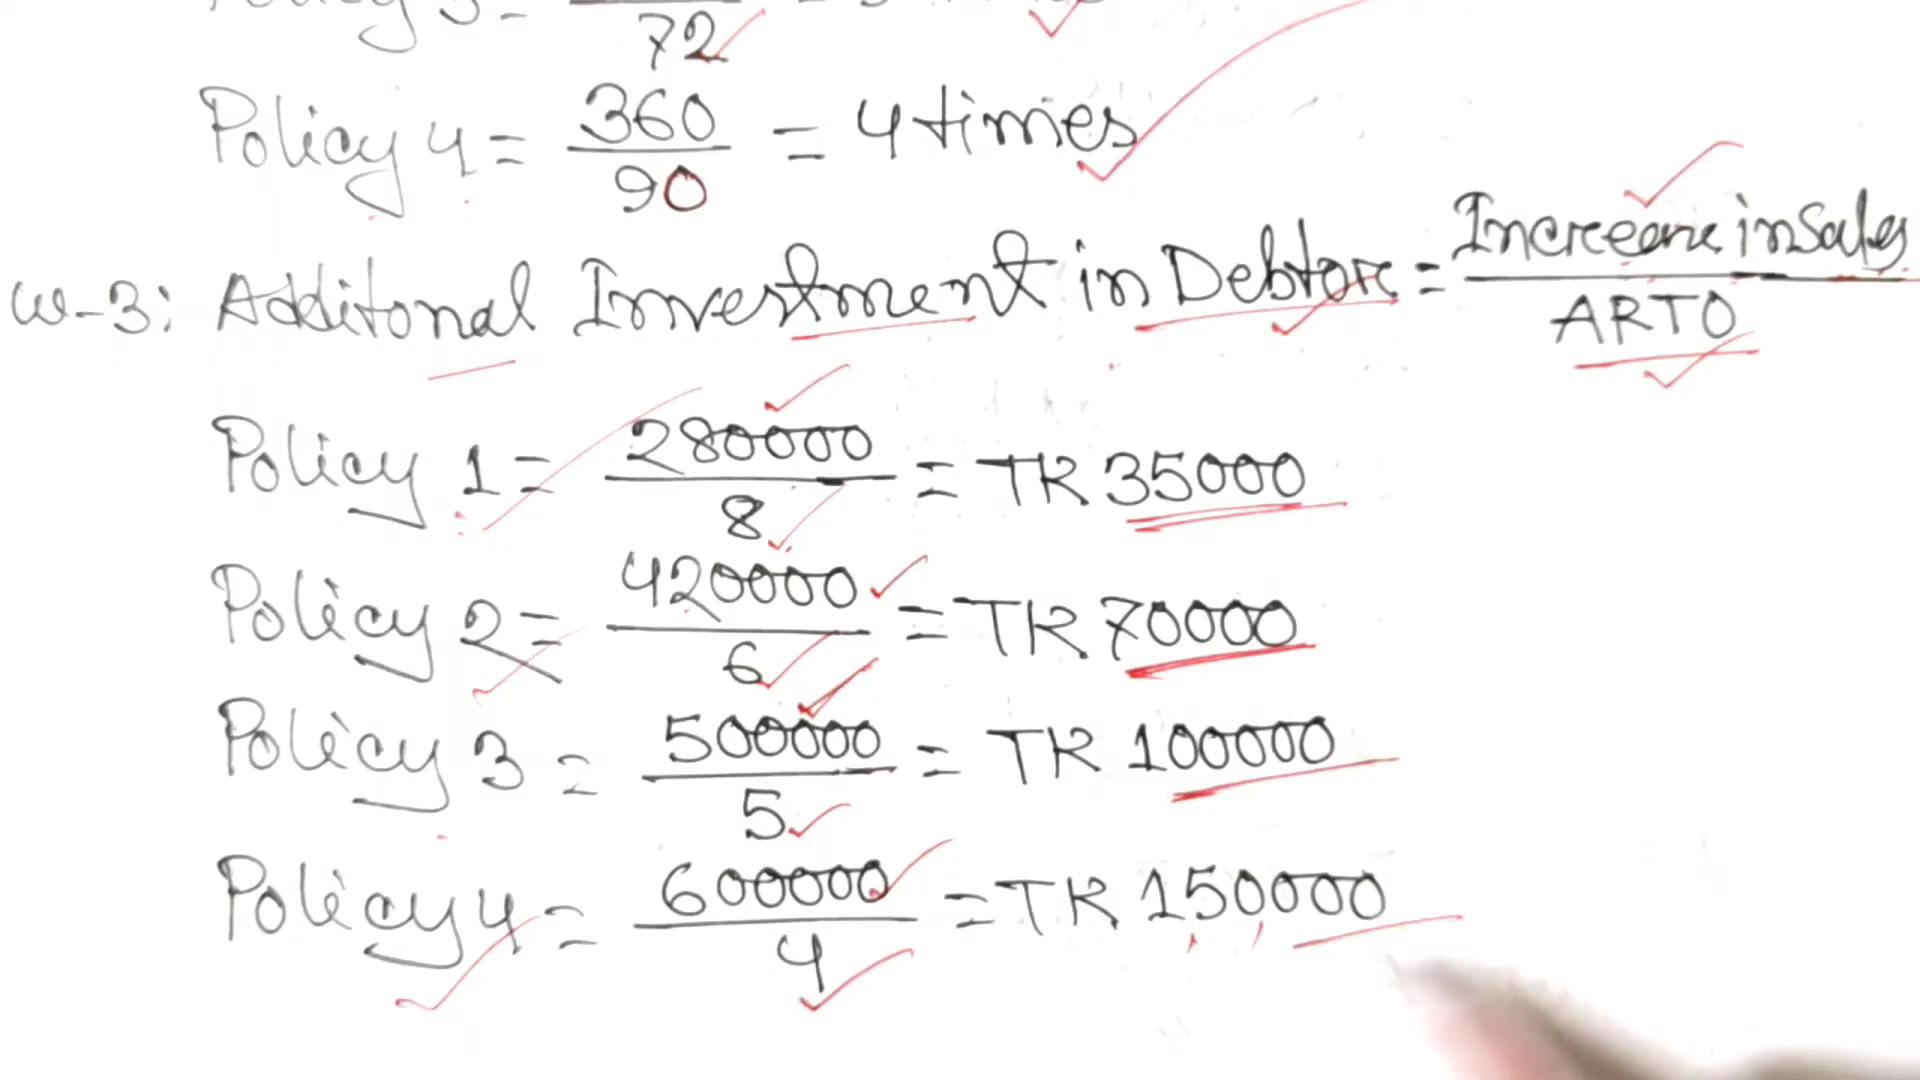 72
Policy 4 = 360 / 90 = 4 times
W-3: Additonal Investment in Debtor = Increase in Sales / ARTO
Policy 1 = 280000 / 8 = TK 35000
Policy 2 = 420000 / 6 = TK 70000
Policy 3 = 500000 / 5 = TK 100000
Policy 4 = 600000 / 4 = TK 150000